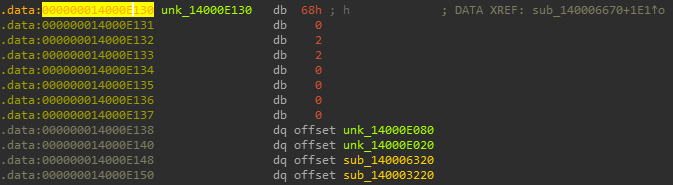 .data:000000014000E130 unk_14000E130 db 68h ; h ; DATA XREF: sub_140006670+1E1↑o
.data:000000014000E131 db 0
.data:000000014000E132 db 2
.data:000000014000E133 db 2
.data:000000014000E134 db 0
.data:000000014000E135 db 0
.data:000000014000E136 db 0
.data:000000014000E137 db 0
.data:000000014000E138 dq offset unk_14000E080
.data:000000014000E140 dq offset unk_14000E020
.data:000000014000E148 dq offset sub_140006320
.data:000000014000E150 dq offset sub_140003220